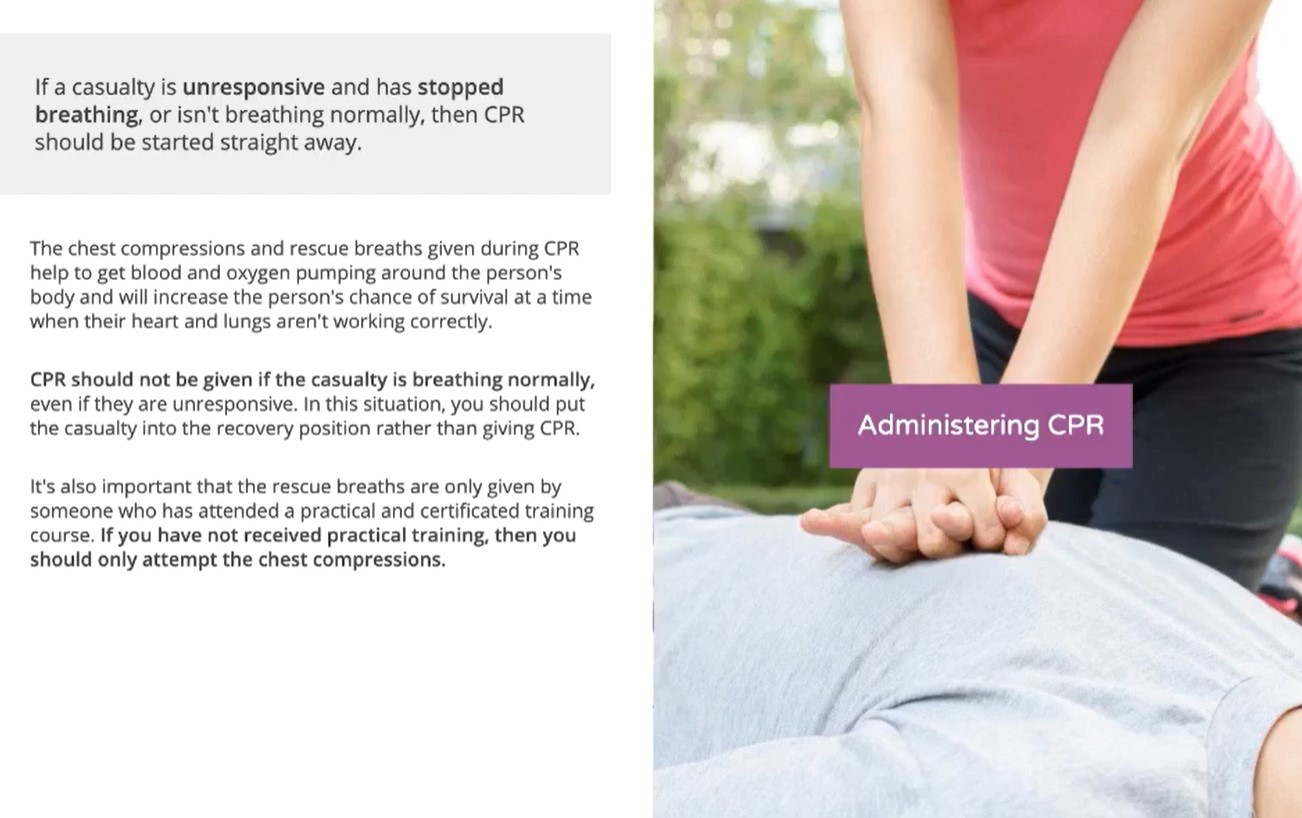 If a casualty is unresponsive and has stopped
breathing, or isn't breathing normally, then CPR
should be started straight away.
The chest compressions and rescue breaths given during CPR
help to get blood and oxygen pumping around the person's
body and will increase the person's chance of survival at a time
when their heart and lungs aren't working correctly.
CPR should not be given if the casualty is breathing normally,
even if they are unresponsive. In this situation, you should put
the casualty into the recovery position rather than giving CPR.
It's also important that the rescue breaths are only given by
someone who has attended a practical and certificated training
course. If you have not received practical training, then you
should only attempt the chest compressions.
Administering CPR